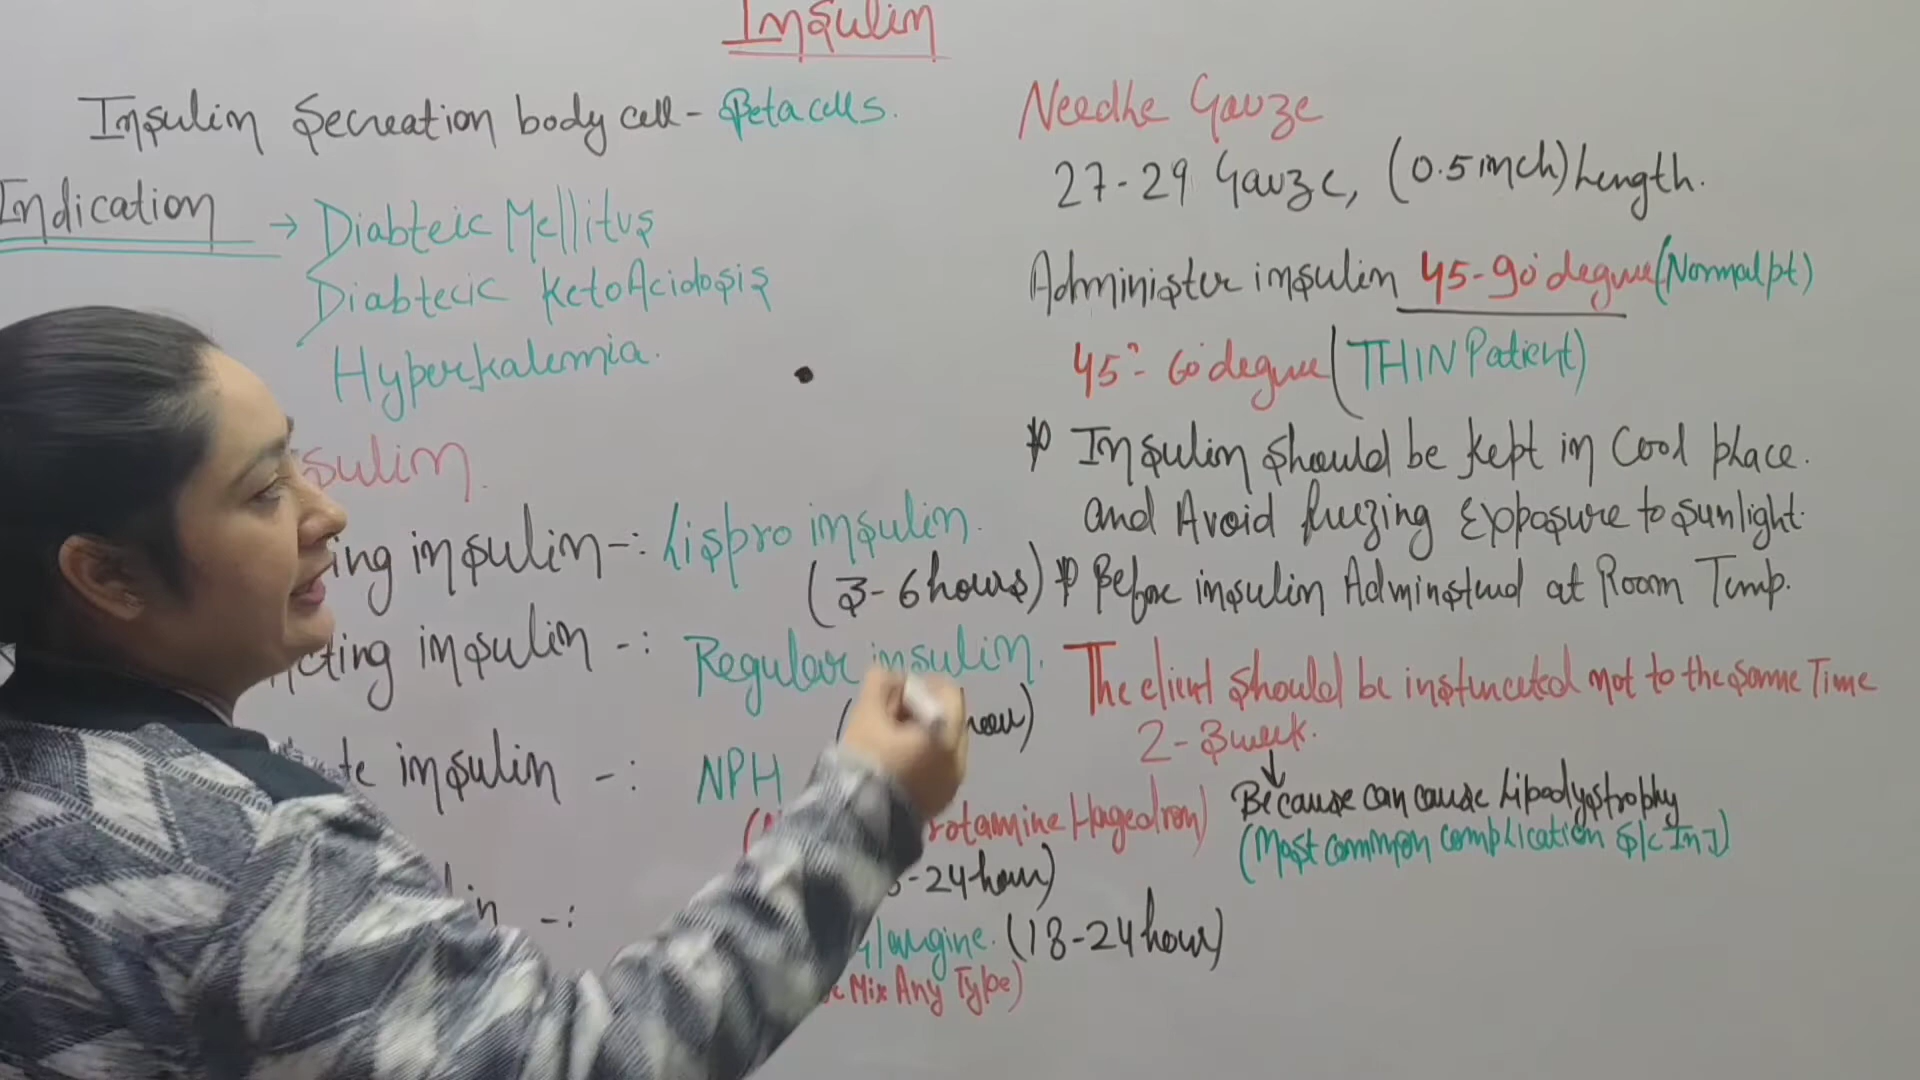 Insulin
Insulin Secreation body cell - Beta cells.
Indication → Diabteic Mellitus
Diabteic KetoAcidosis
Hyperkalemia.
sulin.
ing insulin -: Lispro insulin.
(3-6 hours)
cting insulin -: Regular insulin.
hour)
te insulin -: NPH
rotamine Hagedron)
-24 hour)
in -:
glargine. (18-24 hour)
Mix Any Type)
Needle Gauze
27-29 Gauze, (0.5 inch) Length.
Administer insulin 45-90° degree (Normal pt)
45°-60° degree (THIN Patient)
* Insulin should be kept in Cool place.
and Avoid freezing Exposure to sunlight.
* Before insulin Adminsterd at Room Temp.
The client should be instructed not to the same Time
2-3 week.
↓
Because can cause Lipodystrophy
(Most common complication S/C Inj)